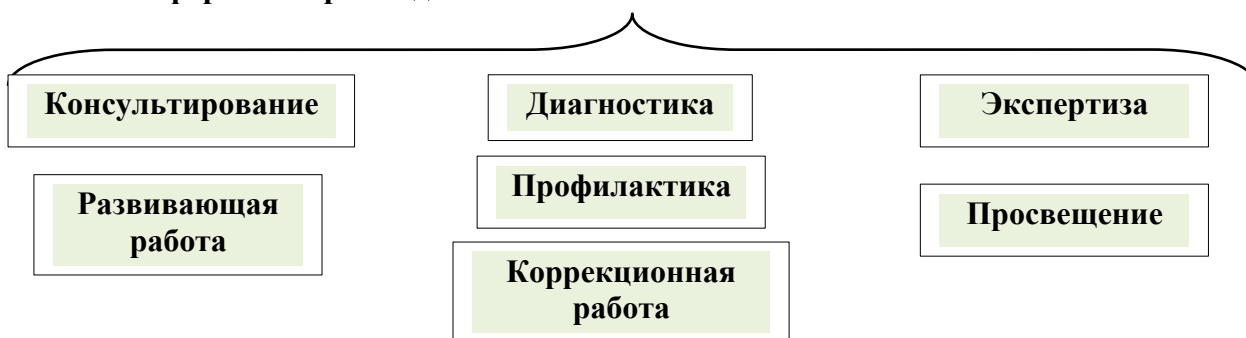 Консультирование
Диагностика
Экспертиза
Развивающая
работа
Профилактика
Просвещение
Коррекционная
работа